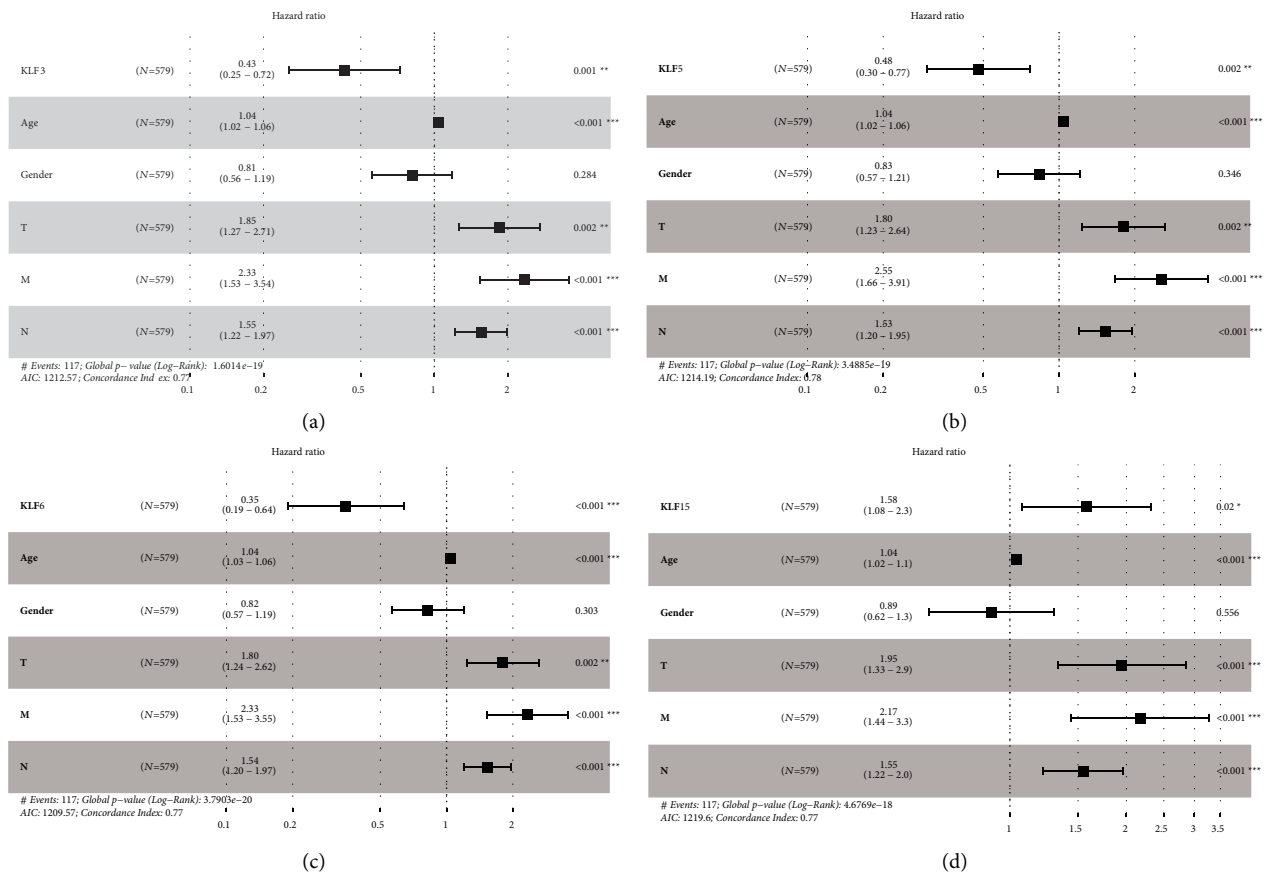 Hazard ratio
KLF3 (N=579) 0.43 0.001 **
(0.25 − 0.72)
Age (N=579) 1.04 <0.001 ***
(1.02 − 1.06)
Gender (N=579) 0.81 0.284
(0.56 − 1.19)
T (N=579) 1.85 0.002 **
(1.27 − 2.71)
M (N=579) 2.33 <0.001 ***
(1.53 − 3.54)
N (N=579) 1.55 <0.001 ***
(1.22 − 1.97)
# Events: 117; Global p− value (Log−Rank): 1.6014e−19
AIC: 1212.57; Concordance Ind ex: 0.77
0.1 0.2 0.5 1 2
(a)
Hazard ratio
KLF5 (N=579) 0.48 0.002 **
(0.30 − 0.77)
Age (N=579) 1.04 <0.001 ***
(1.02 − 1.06)
Gender (N=579) 0.83 0.346
(0.57 − 1.21)
T (N=579) 1.80 0.002 **
(1.23 − 2.64)
M (N=579) 2.55 <0.001 ***
(1.66 − 3.91)
N (N=579) 1.53 <0.001 ***
(1.20 − 1.95)
# Events: 117; Global p−value (Log−Rank): 3.4885e−19
AIC: 1214.19; Concordance Index: 0.78
0.1 0.2 0.5 1 2
(b)
Hazard ratio
KLF6 (N=579) 0.35 <0.001 ***
(0.19 − 0.64)
Age (N=579) 1.04 <0.001 ***
(1.03 − 1.06)
Gender (N=579) 0.82 0.303
(0.57 − 1.19)
T (N=579) 1.80 0.002 **
(1.24 − 2.62)
M (N=579) 2.33 <0.001 ***
(1.53 − 3.55)
N (N=579) 1.54 <0.001 ***
(1.20 − 1.97)
# Events: 117; Global p−value (Log−Rank): 3.7903e−20
AIC: 1209.57; Concordance Index: 0.77
0.1 0.2 0.5 1 2
(c)
Hazard ratio
KLF15 (N=579) 1.58 0.02 *
(1.08 − 2.3)
Age (N=579) 1.04 <0.001 ***
(1.02 − 1.1)
Gender (N=579) 0.89 0.556
(0.62 − 1.3)
T (N=579) 1.95 <0.001 ***
(1.33 − 2.9)
M (N=579) 2.17 <0.001 ***
(1.44 − 3.3)
N (N=579) 1.55 <0.001 ***
(1.22 − 2.0)
# Events: 117; Global p−value (Log−Rank): 4.6769e−18
AIC: 1219.6; Concordance Index: 0.77
1 1.5 2 2.5 3 3.5
(d)